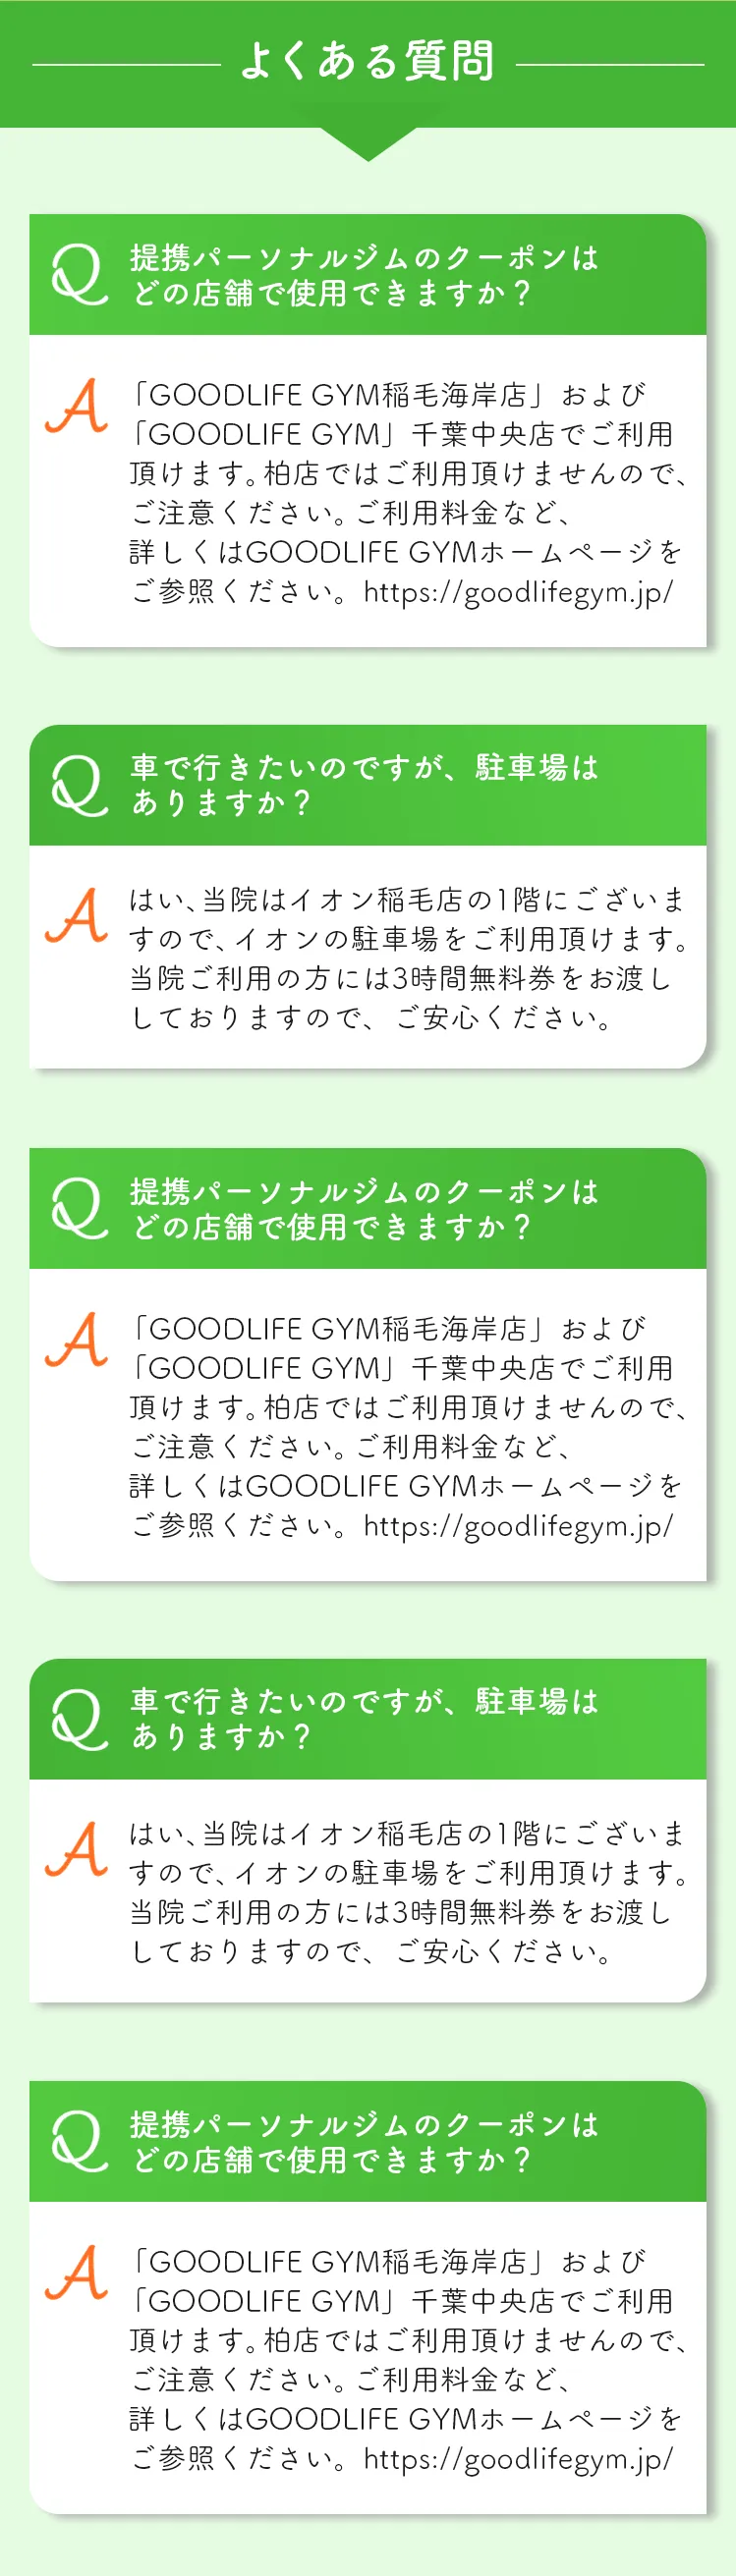 よくある質問
Q 提携パーソナルジムのクーポンは
どの店舗で使用できますか？
A 「GOODLIFE GYM稲毛海岸店」および
「GOODLIFE GYM」千葉中央店でご利用
頂けます。柏店ではご利用頂けませんので、
ご注意ください。ご利用料金など、
詳しくはGOODLIFE GYMホームページを
ご参照ください。https://goodlifegym.jp/
Q 車で行きたいのですが、駐車場は
ありますか？
A はい、当院はイオン稲毛店の1階にございま
すので、イオンの駐車場をご利用頂けます。
当院ご利用の方には3時間無料券をお渡し
しておりますので、ご安心ください。
Q 提携パーソナルジムのクーポンは
どの店舗で使用できますか？
A 「GOODLIFE GYM稲毛海岸店」および
「GOODLIFE GYM」千葉中央店でご利用
頂けます。柏店ではご利用頂けませんので、
ご注意ください。ご利用料金など、
詳しくはGOODLIFE GYMホームページを
ご参照ください。https://goodlifegym.jp/
Q 車で行きたいのですが、駐車場は
ありますか？
A はい、当院はイオン稲毛店の1階にございま
すので、イオンの駐車場をご利用頂けます。
当院ご利用の方には3時間無料券をお渡し
しておりますので、ご安心ください。
Q 提携パーソナルジムのクーポンは
どの店舗で使用できますか？
A 「GOODLIFE GYM稲毛海岸店」および
「GOODLIFE GYM」千葉中央店でご利用
頂けます。柏店ではご利用頂けませんので、
ご注意ください。ご利用料金など、
詳しくはGOODLIFE GYMホームページを
ご参照ください。https://goodlifegym.jp/